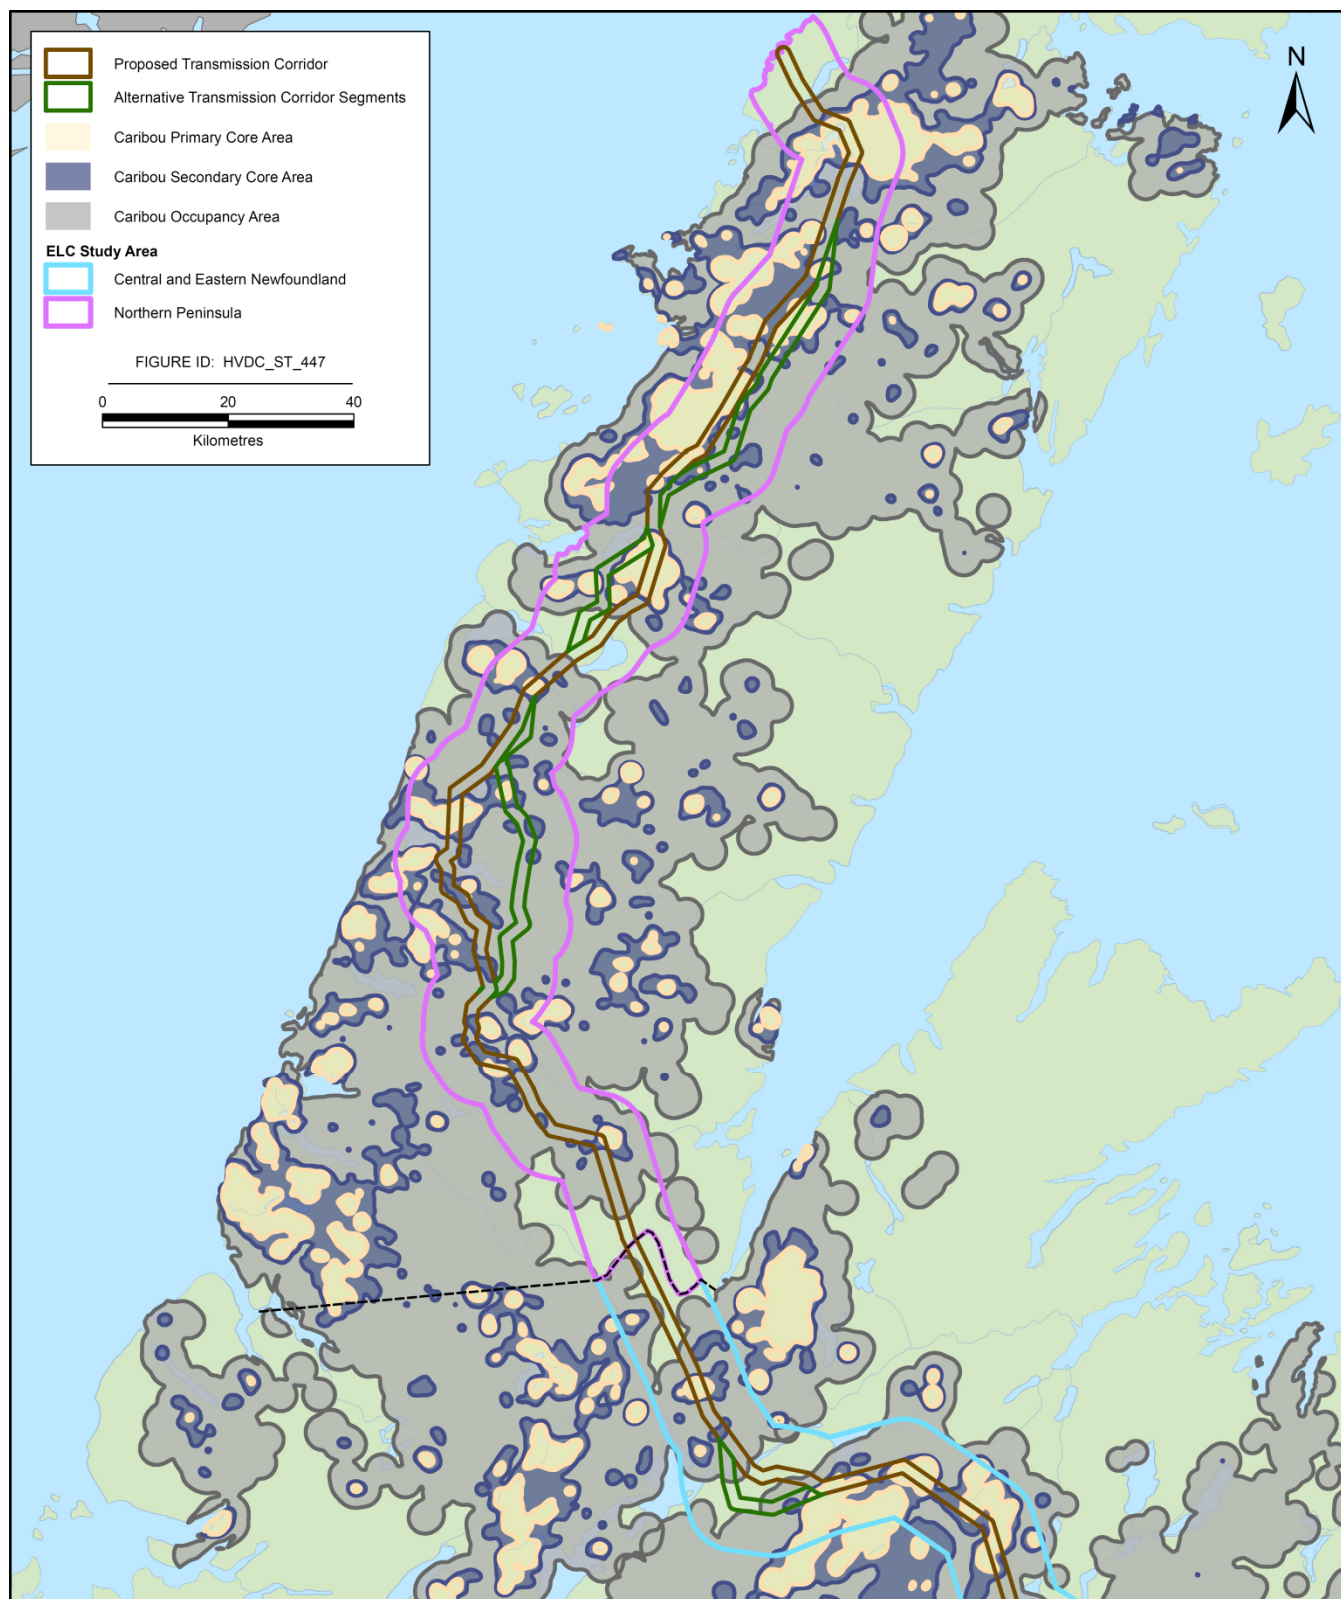 Proposed Transmission Corridor
Alternative Transmission Corridor Segments
Caribou Primary Core Area
Caribou Secondary Core Area
Caribou Occupancy Area
ELC Study Area
Central and Eastern Newfoundland
Northern Peninsula
FIGURE ID: HVDC_ST_447
0 20 40
Kilometres
N